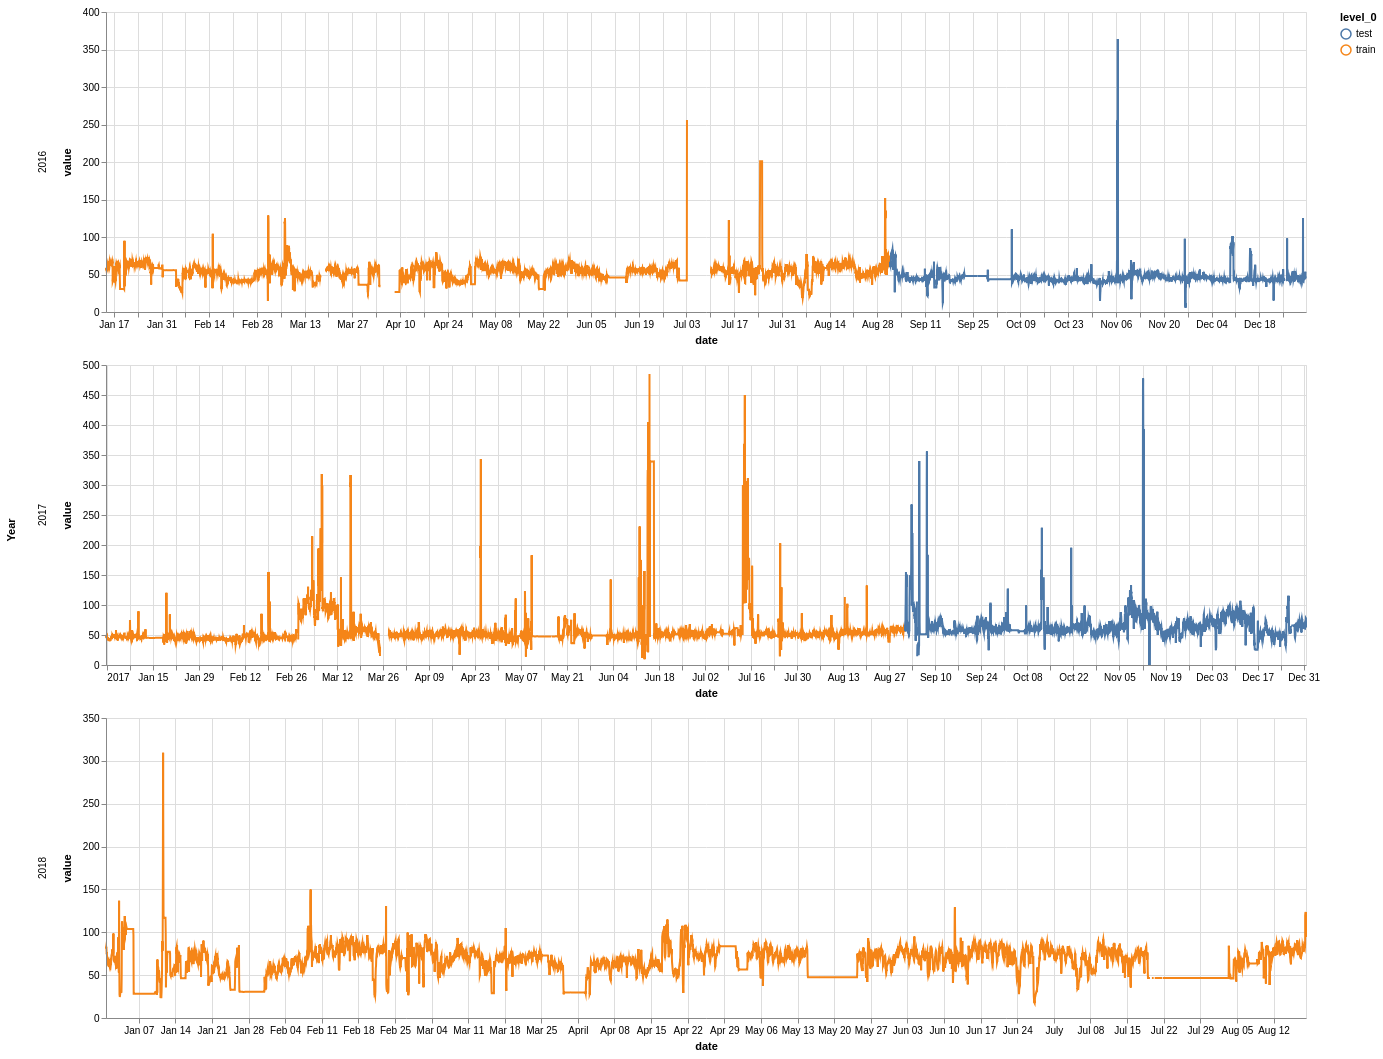 level_0
test
train
Year
2016
value
400
350
300
250
200
150
100
50
0
Jan 17 Jan 31 Feb 14 Feb 28 Mar 13 Mar 27 Apr 10 Apr 24 May 08 May 22 Jun 05 Jun 19 Jul 03 Jul 17 Jul 31 Aug 14 Aug 28 Sep 11 Sep 25 Oct 09 Oct 23 Nov 06 Nov 20 Dec 04 Dec 18
date
2017
value
500
450
400
350
300
250
200
150
100
50
0
2017 Jan 15 Jan 29 Feb 12 Feb 26 Mar 12 Mar 26 Apr 09 Apr 23 May 07 May 21 Jun 04 Jun 18 Jul 02 Jul 16 Jul 30 Aug 13 Aug 27 Sep 10 Sep 24 Oct 08 Oct 22 Nov 05 Nov 19 Dec 03 Dec 17 Dec 31
date
2018
value
350
300
250
200
150
100
50
0
Jan 07 Jan 14 Jan 21 Jan 28 Feb 04 Feb 11 Feb 18 Feb 25 Mar 04 Mar 11 Mar 18 Mar 25 April Apr 08 Apr 15 Apr 22 Apr 29 May 06 May 13 May 20 May 27 Jun 03 Jun 10 Jun 17 Jun 24 July Jul 08 Jul 15 Jul 22 Jul 29 Aug 05 Aug 12
date